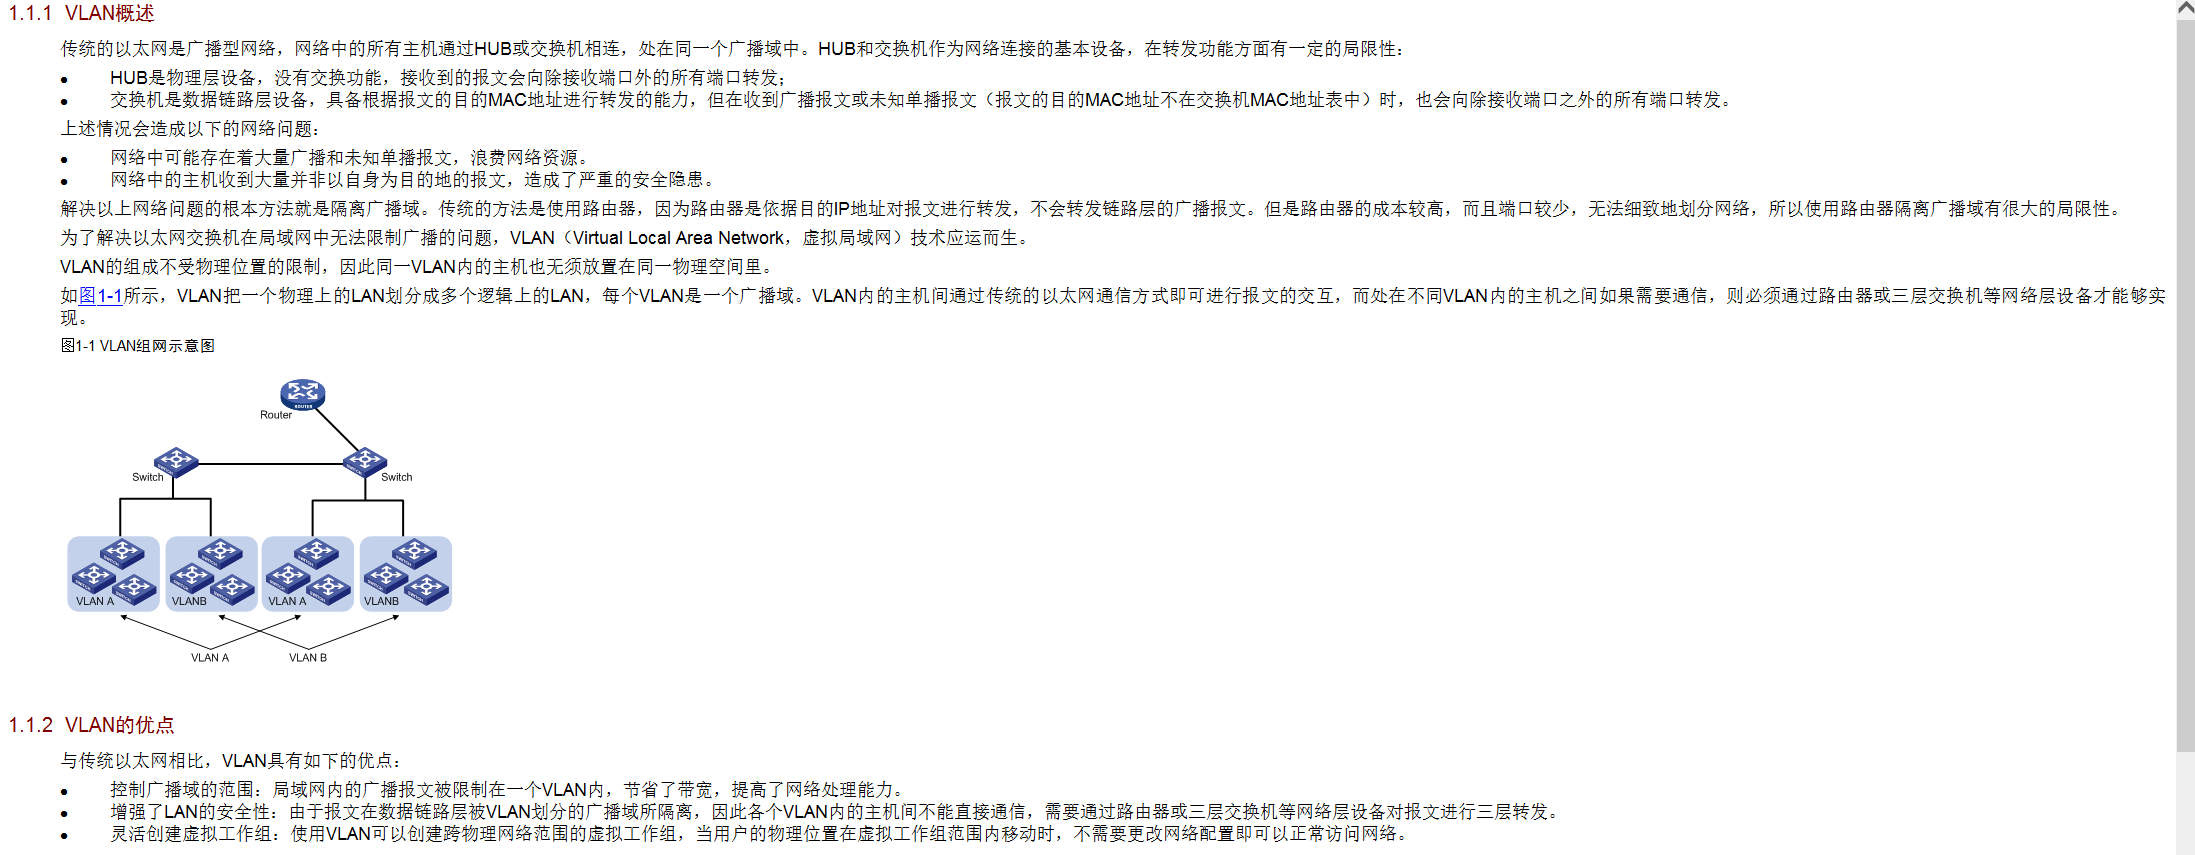 1.1.1 VLAN概述
传统的以太网是广播型网络，网络中的所有主机通过HUB或交换机相连，处在同一个广播域中。HUB和交换机作为网络连接的基本设备，在转发功能方面有一定的局限性：
● HUB是物理层设备，没有交换功能，接收到的报文会向除接收端口外的所有端口转发；
● 交换机是数据链路层设备，具备根据报文的目的MAC地址进行转发的能力，但在收到广播报文或未知单播报文（报文的目的MAC地址不在交换机MAC地址表中）时，也会向除接收端口之外的所有端口转发。
上述情况会造成以下的网络问题：
● 网络中可能存在着大量广播和未知单播报文，浪费网络资源。
● 网络中的主机收到大量并非以自身为目的地的报文，造成了严重的安全隐患。
解决以上网络问题的根本方法就是隔离广播域。传统的方法是使用路由器，因为路由器是依据目的IP地址对报文进行转发，不会转发链路层的广播报文。但是路由器的成本较高，而且端口较少，无法细致地划分网络，所以使用路由器隔离广播域有很大的局限性。
为了解决以太网交换机在局域网中无法限制广播的问题，VLAN（Virtual Local Area Network，虚拟局域网）技术应运而生。
VLAN的组成不受物理位置的限制，因此同一VLAN内的主机也无须放置在同一物理空间里。
如图1-1所示，VLAN把一个物理上的LAN划分成多个逻辑上的LAN，每个VLAN是一个广播域。VLAN内的主机间通过传统的以太网通信方式即可进行报文的交互，而处在不同VLAN内的主机之间如果需要通信，则必须通过路由器或三层交换机等网络层设备才能够实
现。
图1-1 VLAN组网示意图
ROUTER
Router
Switch
Switch
VLAN A
VLANB
VLAN A
VLANB
VLAN A
VLAN B
1.1.2 VLAN的优点
与传统以太网相比，VLAN具有如下的优点：
● 控制广播域的范围：局域网内的广播报文被限制在一个VLAN内，节省了带宽，提高了网络处理能力。
● 增强了LAN的安全性：由于报文在数据链路层被VLAN划分的广播域所隔离，因此各个VLAN内的主机间不能直接通信，需要通过路由器或三层交换机等网络层设备对报文进行三层转发。
● 灵活创建虚拟工作组：使用VLAN可以创建跨物理网络范围的虚拟工作组，当用户的物理位置在虚拟工作组范围内移动时，不需要更改网络配置即可以正常访问网络。